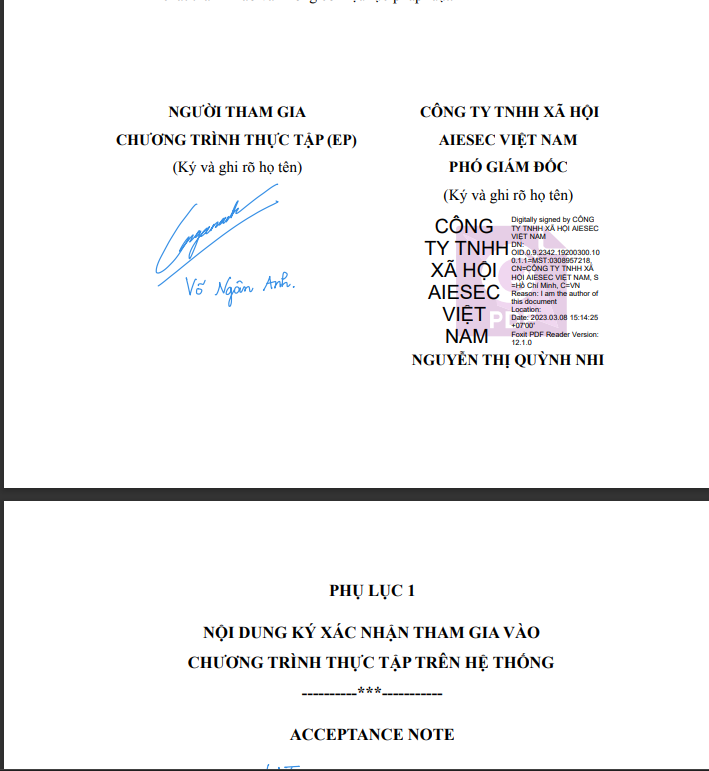 NGƯỜI THAM GIA
CHƯƠNG TRÌNH THỰC TẬP (EP)
(Ký và ghi rõ họ tên)
Võ Ngân Anh.
CÔNG TY TNHH XÃ HỘI
AIESEC VIỆT NAM
PHÓ GIÁM ĐỐC
(Ký và ghi rõ họ tên)
CÔNG
TY TNHH
XÃ HỘI
AIESEC
VIỆT
NAM
Digitally signed by CÔNG
TY TNHH XÃ HỘI AIESEC
VIỆT NAM
DN:
OID.0.9.2342.19200300.10
0.1.1=MST:0308957218,
CN=CÔNG TY TNHH XÃ
HỘI AIESEC VIỆT NAM, S
=Hồ Chí Minh, C=VN
Reason: I am the author of
this document
Location:
Date: 2023.03.08 15:14:25
+07'00'
Foxit PDF Reader Version:
12.1.0
NGUYỄN THỊ QUỲNH NHI
PHỤ LỤC 1
NỘI DUNG KÝ XÁC NHẬN THAM GIA VÀO
CHƯƠNG TRÌNH THỰC TẬP TRÊN HỆ THỐNG
----------***-----------
ACCEPTANCE NOTE